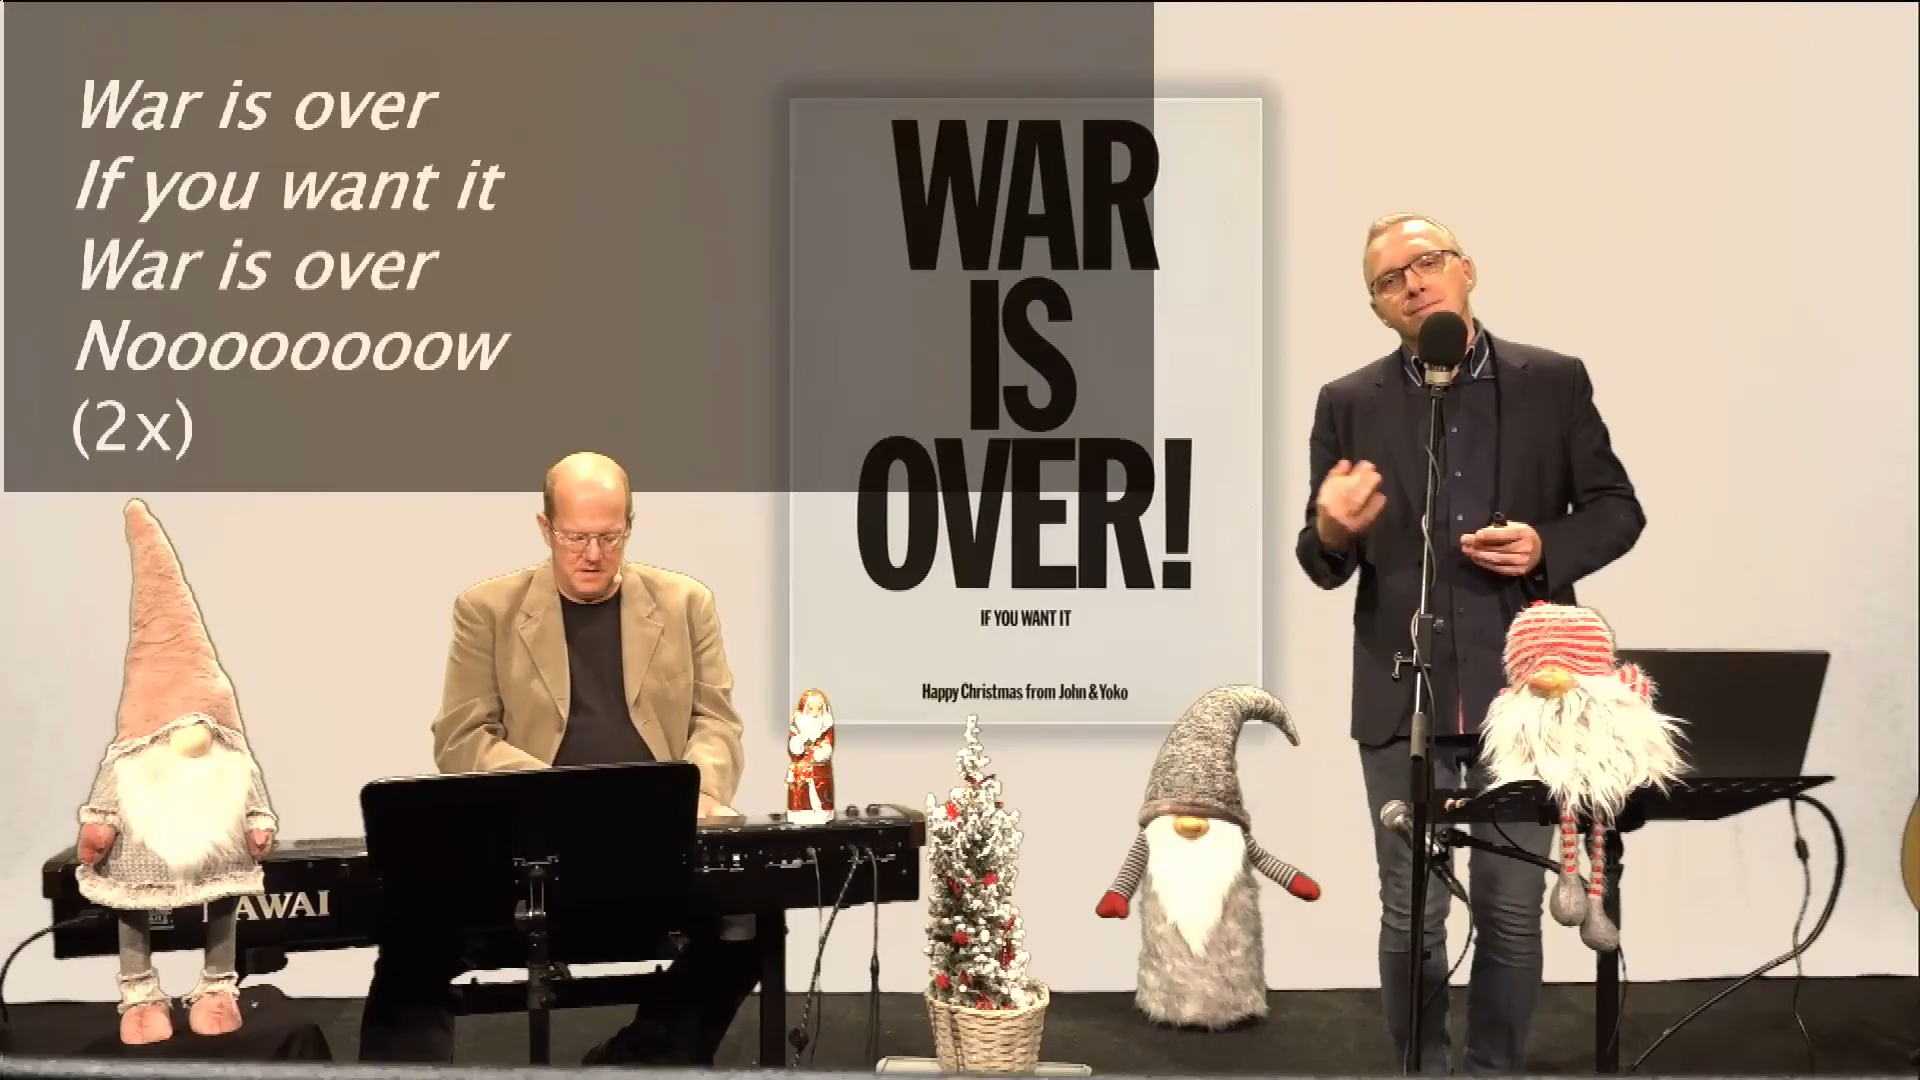 War is over
If you want it
War is over
Noooooooow
(2x)
WAR
IS
OVER!
IF YOU WANT IT
Happy Christmas from John & Yoko
AWAI